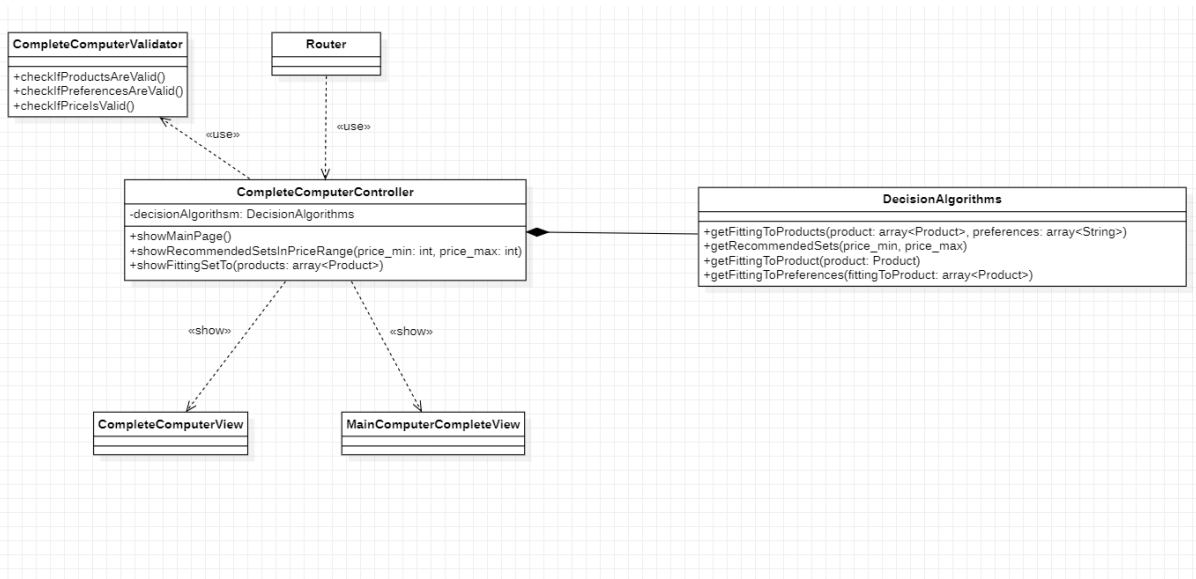 CompleteComputerValidator
+checkIfProductsAreValid()
+checkIfPreferencesAreValid()
+checkIfPriceIsValid()
Router
«use»
«use»
CompleteComputerController
-decisionAlgorithsm: DecisionAlgorithms
+showMainPage()
+showRecommendedSetsInPriceRange(price_min: int, price_max: int)
+showFittingSetTo(products: array<Product>)
DecisionAlgorithms
+getFittingToProducts(product: array<Product>, preferences: array<String>)
+getRecommendedSets(price_min, price_max)
+getFittingToProduct(product: Product)
+getFittingToPreferences(fittingToProduct: array<Product>)
«show»
«show»
CompleteComputerView
MainComputerCompleteView